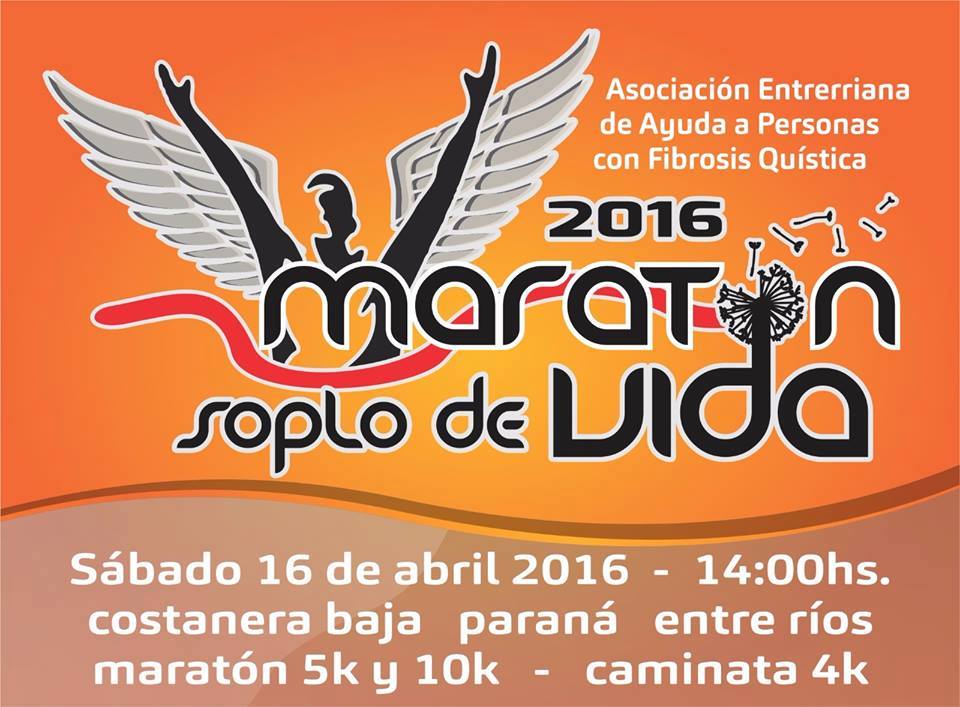 Asociación Entrerriana
de Ayuda a Personas
con Fibrosis Quística
2016
maratón
soplo de vida
Sábado 16 de abril 2016 - 14:00hs.
costanera baja paraná entre ríos
maratón 5k y 10k - caminata 4k